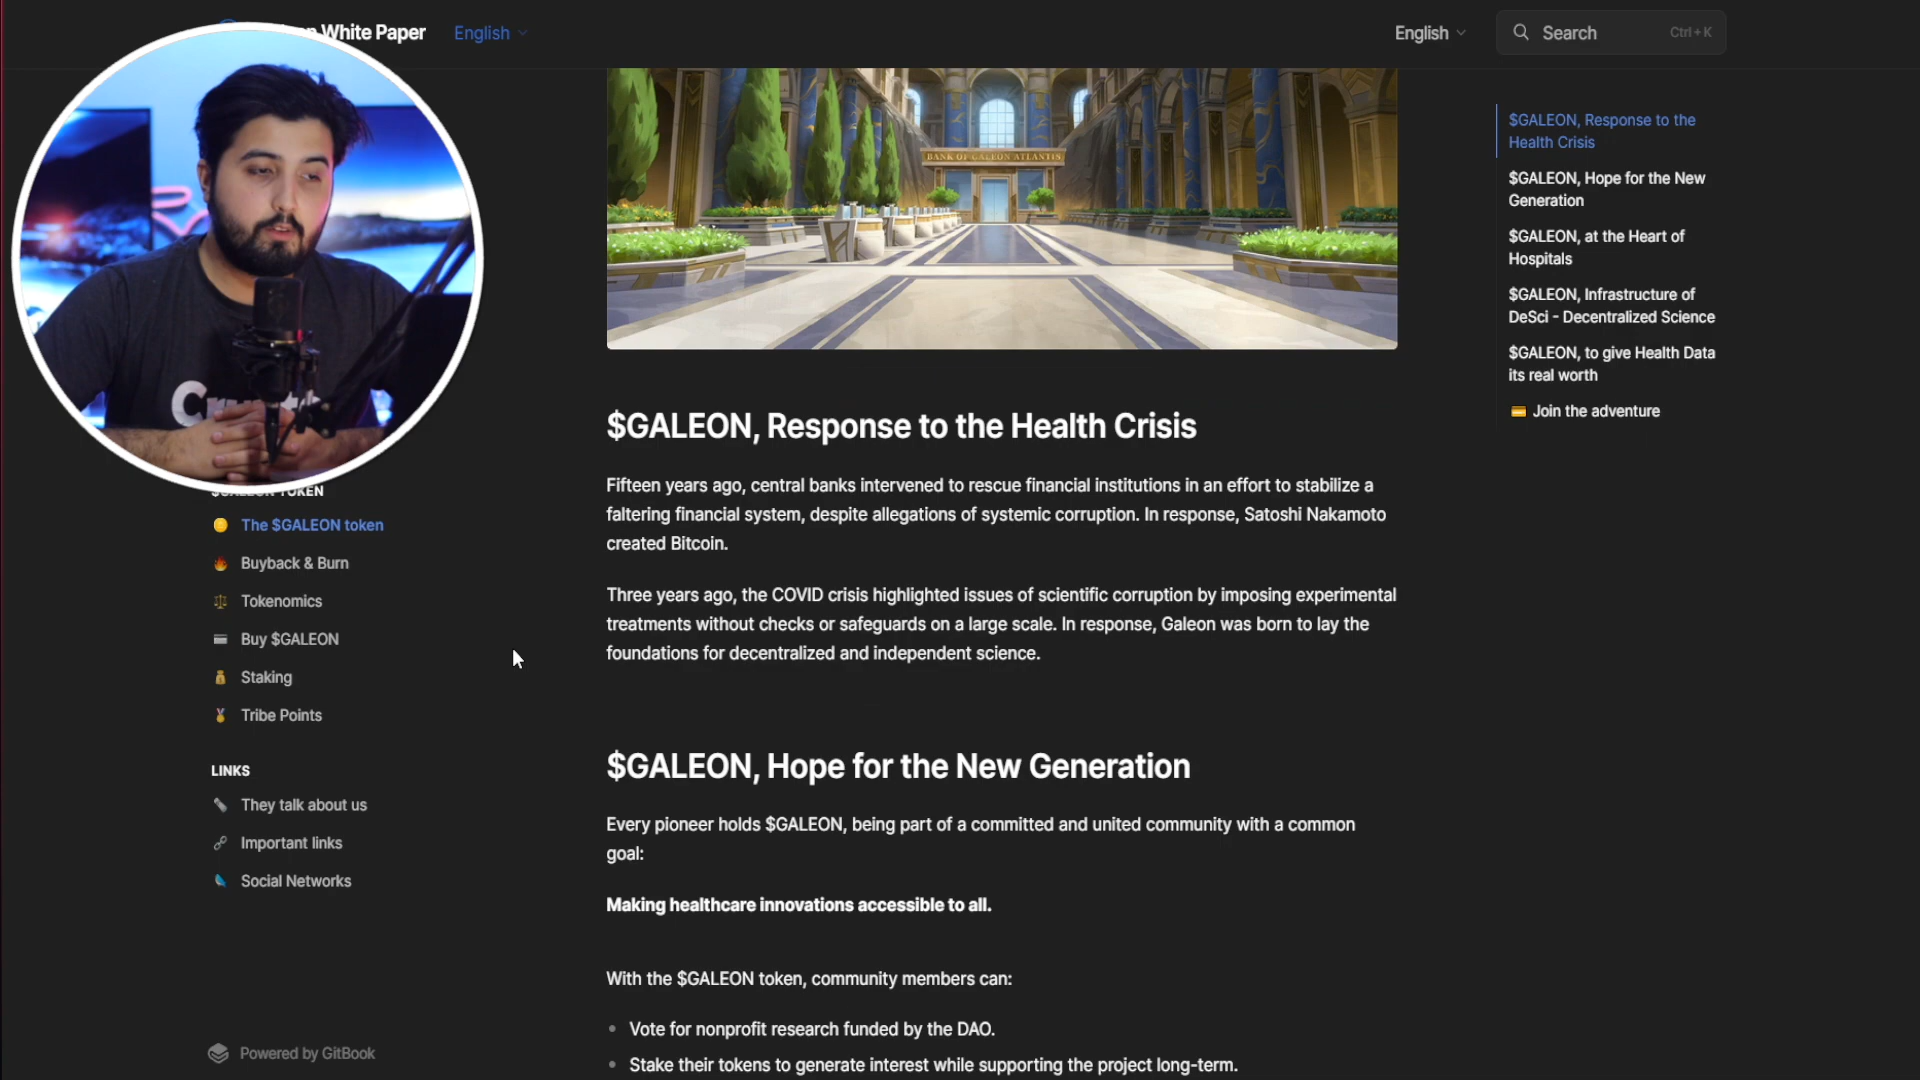 White Paper
English
English
Search
Ctrl + K
BANK OF GALEON ATLANTIS
$GALEON, Response to the
Health Crisis
$GALEON, Hope for the New
Generation
$GALEON, at the Heart of
Hospitals
$GALEON, Infrastructure of
DeSci - Decentralized Science
$GALEON, to give Health Data
its real worth
Join the adventure
$GALEON TOKEN
The $GALEON token
Buyback & Burn
Tokenomics
Buy $GALEON
Staking
Tribe Points
LINKS
They talk about us
Important links
Social Networks
Powered by GitBook
$GALEON, Response to the Health Crisis
Fifteen years ago, central banks intervened to rescue financial institutions in an effort to stabilize a
faltering financial system, despite allegations of systemic corruption. In response, Satoshi Nakamoto
created Bitcoin.
Three years ago, the COVID crisis highlighted issues of scientific corruption by imposing experimental
treatments without checks or safeguards on a large scale. In response, Galeon was born to lay the
foundations for decentralized and independent science.
$GALEON, Hope for the New Generation
Every pioneer holds $GALEON, being part of a committed and united community with a common
goal:
Making healthcare innovations accessible to all.
With the $GALEON token, community members can:
Vote for nonprofit research funded by the DAO.
Stake their tokens to generate interest while supporting the project long-term.